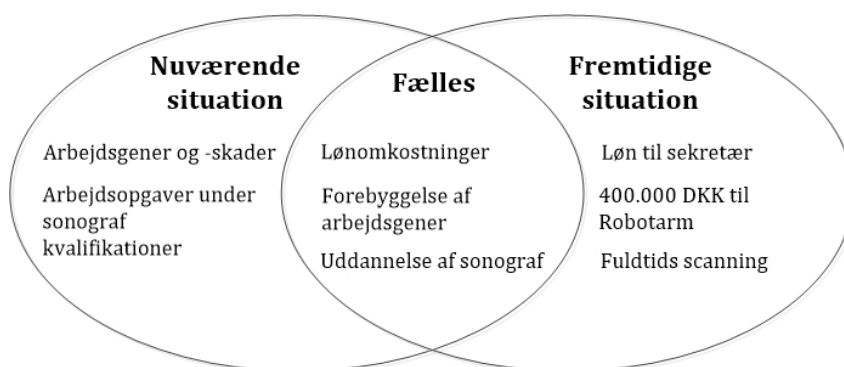 Nuværende
situation
Arbejdsgener og -skader
Arbejdsopgaver under
sonograf
kvalifikationer
Fælles
Lønomkostninger
Forebyggelse af
arbejdsgener
Uddannelse af sonograf
Fremtidige
situation
Løn til sekretær
400.000 DKK til
Robotarm
Fuldtids scanning